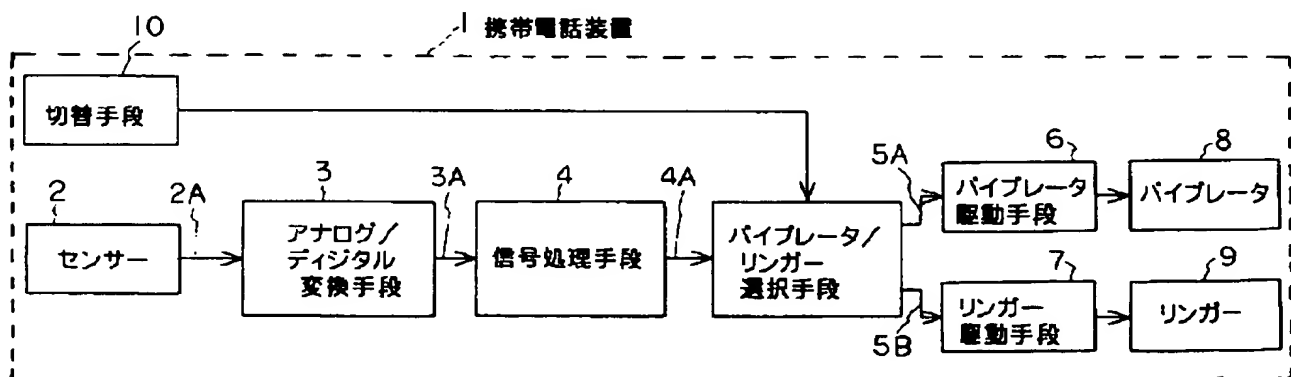 10
1 携帯電話装置
切替手段
2
センサー
2A
3
アナログ/
ディジタル
変換手段
3A
4
信号処理手段
4A
バイブレータ/
リンガー
選択手段
5A
5B
6
バイブレータ
駆動手段
8
バイブレータ
7
リンガー
駆動手段
9
リンガー